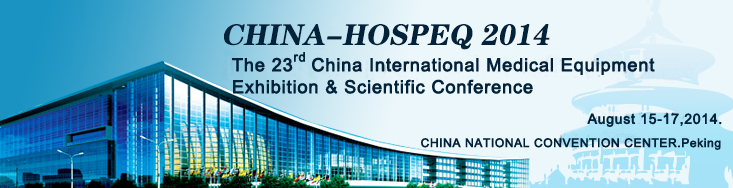 CHINA-HOSPEQ 2014
The 23rd China International Medical Equipment
Exhibition & Scientific Conference
August 15-17,2014.
CHINA NATIONAL CONVENTION CENTER.Peking